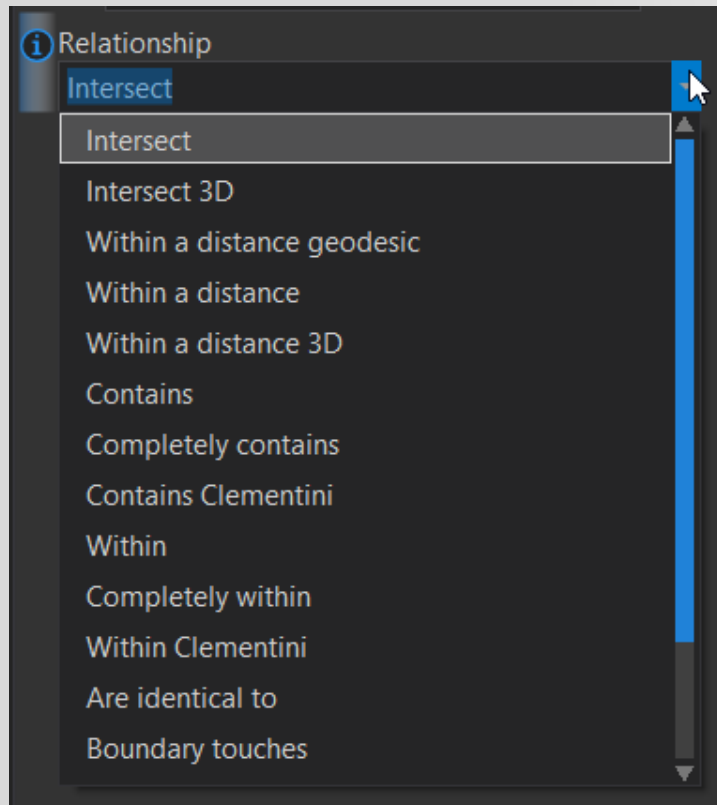 Relationship
Intersect
Intersect
Intersect 3D
Within a distance geodesic
Within a distance
Within a distance 3D
Contains
Completely contains
Contains Clementini
Within
Completely within
Within Clementini
Are identical to
Boundary touches